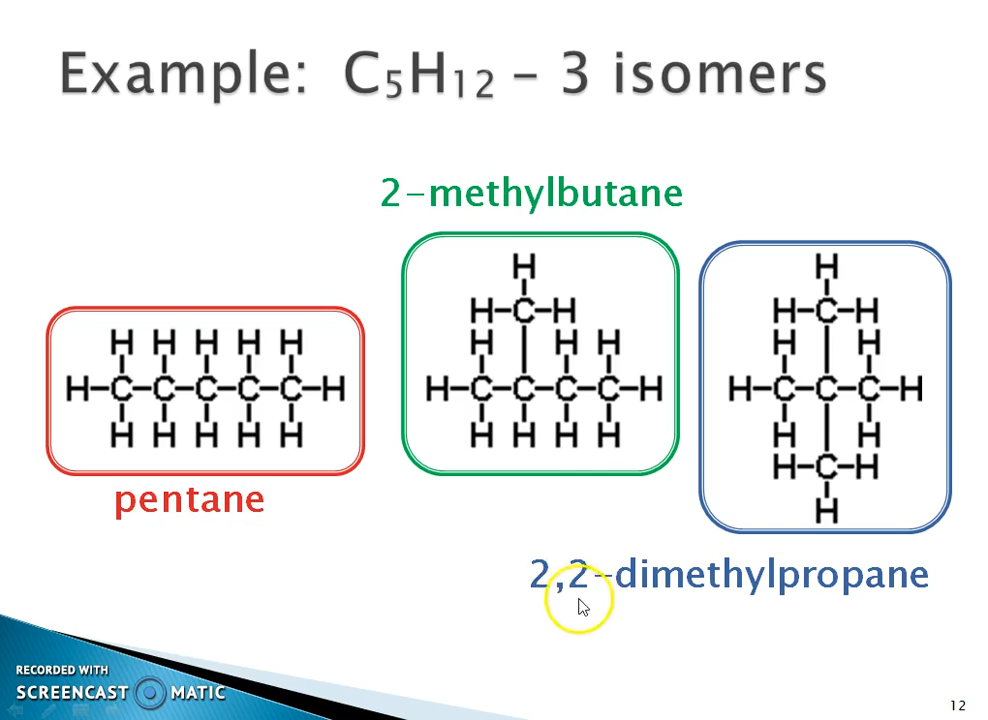 Example: C₅H₁₂ – 3 isomers
2-methylbutane
H
H-C-H
H H H
H-C-C-C-C-H
H H H H
H
H-C-H
H H
H-C-C-C-H
H H
H-C-H
H
H H H H H
H-C-C-C-C-C-H
H H H H H
pentane
2,2-dimethylpropane
RECORDED WITH
SCREENCAST MATIC
12